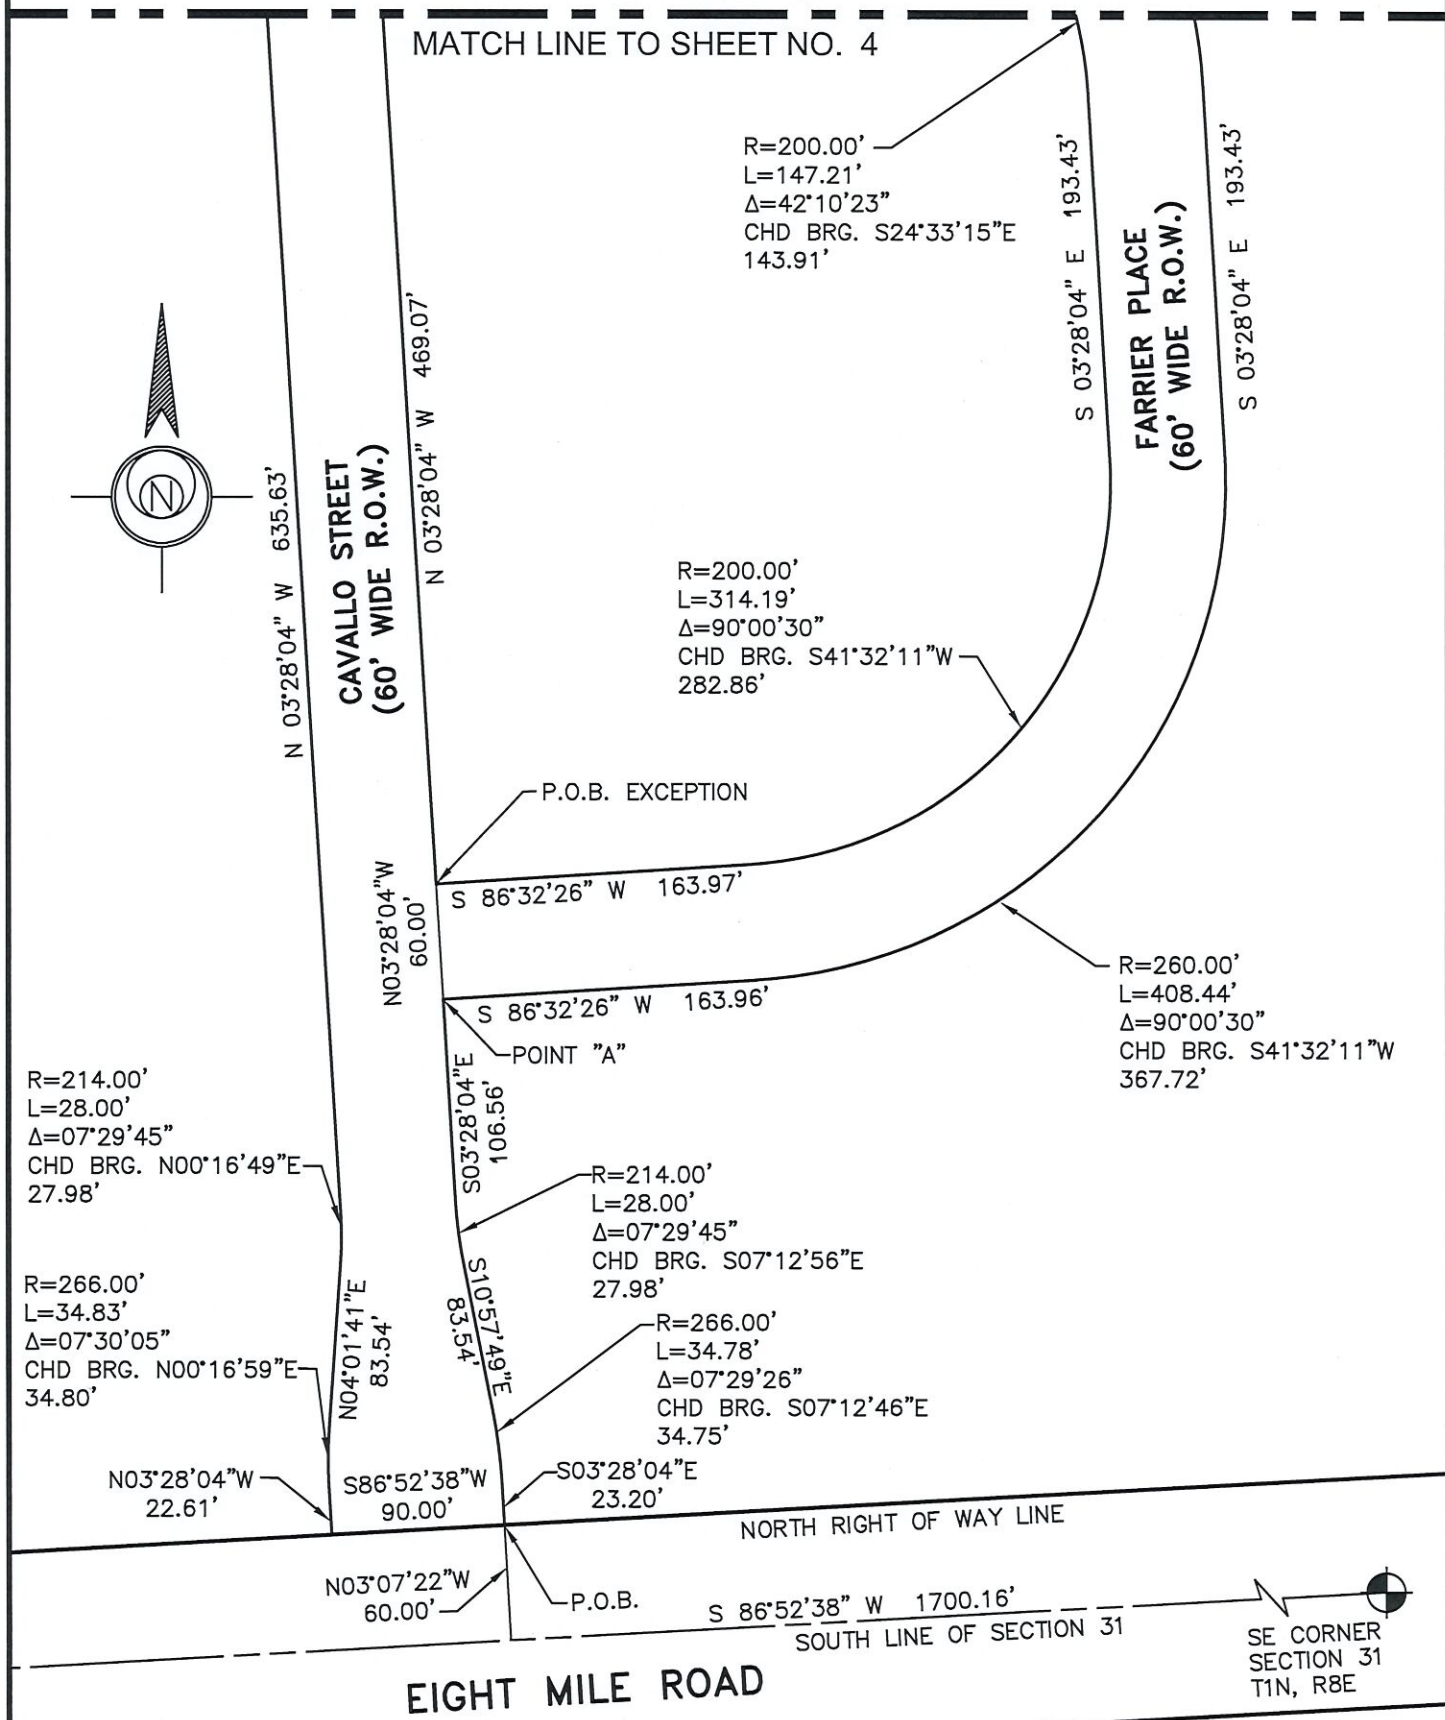 MATCH LINE TO SHEET NO. 4
R=200.00'
L=147.21'
Δ=42°10'23"
CHD BRG. S24°33'15"E
143.91'
S 03°28'04" E 193.43'
FARRIER PLACE
(60' WIDE R.O.W.)
S 03°28'04" E 193.43'
N
N 03°28'04" W 635.63'
CAVALLO STREET
(60' WIDE R.O.W.)
N 03°28'04" W 469.07'
R=200.00'
L=314.19'
Δ=90°00'30"
CHD BRG. S41°32'11"W
282.86'
P.O.B. EXCEPTION
N03°28'04"W
60.00'
S 86°32'26" W 163.97'
S 86°32'26" W 163.96'
POINT "A"
R=260.00'
L=408.44'
Δ=90°00'30"
CHD BRG. S41°32'11"W
367.72'
S03°28'04"E
106.56'
R=214.00'
L=28.00'
Δ=07°29'45"
CHD BRG. N00°16'49"E
27.98'
R=214.00'
L=28.00'
Δ=07°29'45"
CHD BRG. S07°12'56"E
27.98'
R=266.00'
L=34.83'
Δ=07°30'05"
CHD BRG. N00°16'59"E
34.80'
N04°01'41"E
83.54'
S10°57'49"E
83.54'
R=266.00'
L=34.78'
Δ=07°29'26"
CHD BRG. S07°12'46"E
34.75'
N03°28'04"W
22.61'
S86°52'38"W
90.00'
S03°28'04"E
23.20'
NORTH RIGHT OF WAY LINE
N03°07'22"W
60.00'
P.O.B.
S 86°52'38" W 1700.16'
SOUTH LINE OF SECTION 31
SE CORNER
SECTION 31
T1N, R8E
EIGHT MILE ROAD